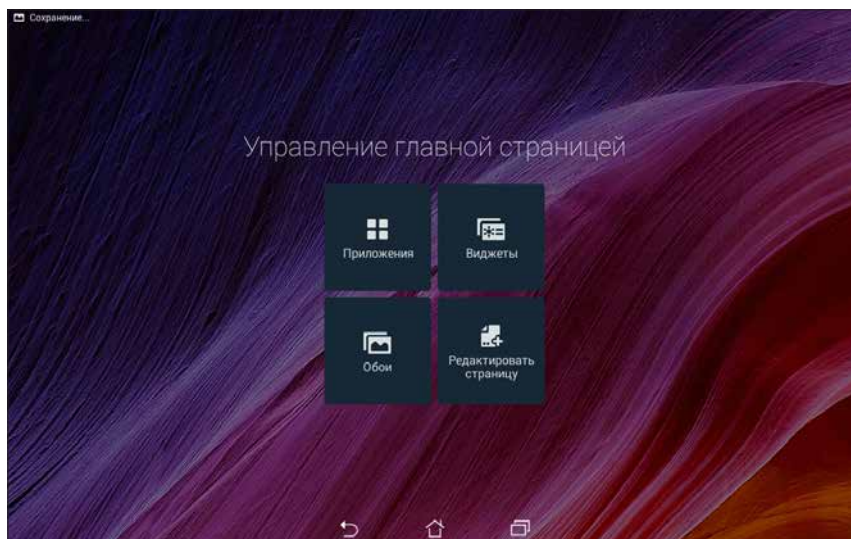 Сохранение...
Управление главной страницей
Приложения
Виджеты
Обои
Редактировать
страницу